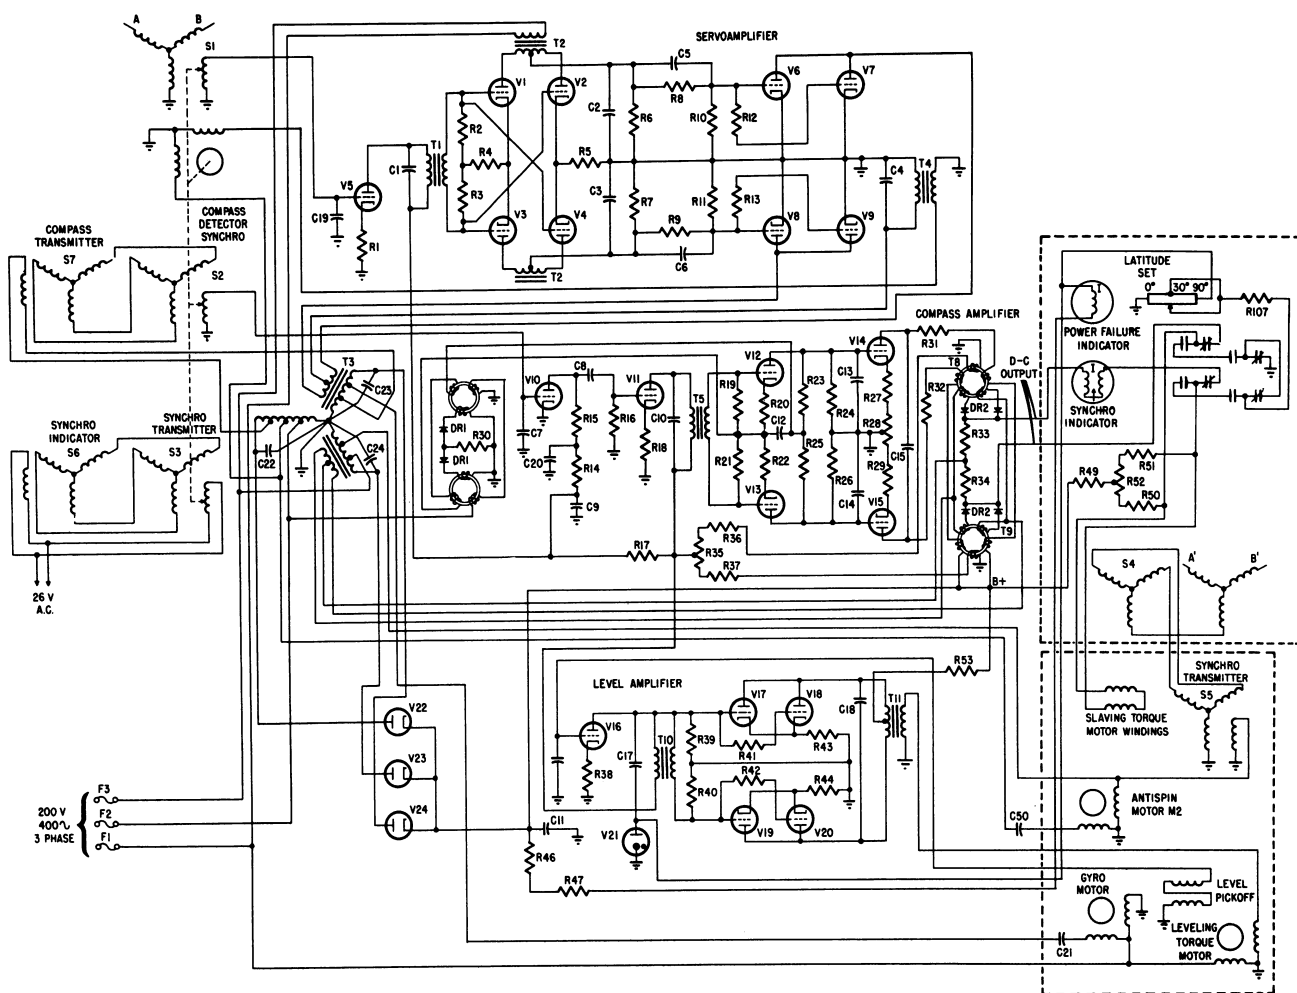 A
B
S1
T2
SERVOAMPLIFIER
C5
V6
V7
V1
V2
R8
C2
R6
R10
R12
R2
T1
R4
R5
C1
T4
V5
C4
R3
C3
R7
R11
R13
C19
V3
V4
R9
V8
V9
R1
C6
T2
COMPASS
TRANSMITTER
S7
COMPASS
DETECTOR
SYNCHRO
S2
LATITUDE
SET
0°
30°
90°
I
R107
POWER FAILURE
INDICATOR
COMPASS AMPLIFIER
V14
R31
T3
C23
V10
C8
V11
V12
T8
D-C
OUTPUT
R19
R20
R23
C13
R32
R27
DR2
I
SYNCHRO
INDICATOR
R15
R16
C10
T5
C12
R24
R28
R33
DR1
R30
DR1
C7
C20
R14
R18
R25
C15
SYNCHRO
INDICATOR
S6
SYNCHRO
TRANSMITTER
S3
C22
C24
R21
R22
R26
R29
R34
R51
R49
R52
R50
C9
V13
C14
V15
DR2
T9
R36
R17
R35
R37
B+
S4
A'
B'
26 V
A.C.
R53
LEVEL AMPLIFIER
V17
V18
C18
T11
SYNCHRO
TRANSMITTER
S5
SLAVING TORQUE
MOTOR WINDINGS
V22
V16
C17
T10
R39
R41
R43
V23
R38
R42
R44
R40
F3
200 V
400∿
3 PHASE
F2
F1
V24
C11
V21
V19
V20
C50
ANTISPIN
MOTOR M2
R46
R47
GYRO
MOTOR
LEVEL
PICKOFF
C21
LEVELING
TORQUE
MOTOR